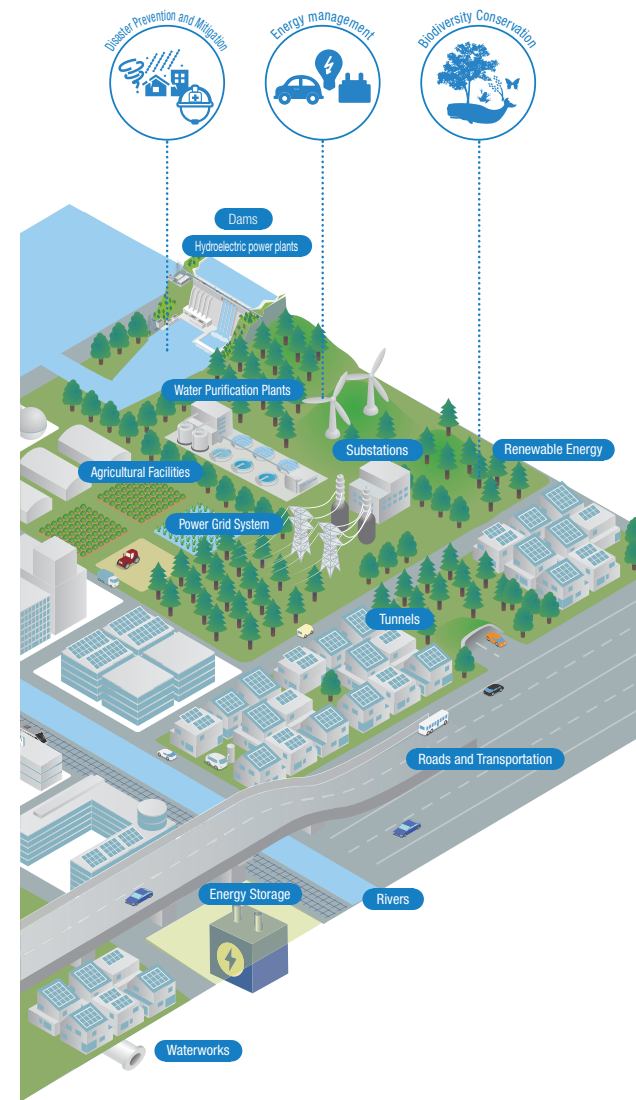 Disaster Prevention and Mitigation
Energy management
Biodiversity Conservation
Dams
Hydroelectric power plants
Water Purification Plants
Substations
Renewable Energy
Agricultural Facilities
Power Grid System
Tunnels
Roads and Transportation
Energy Storage
Rivers
Waterworks